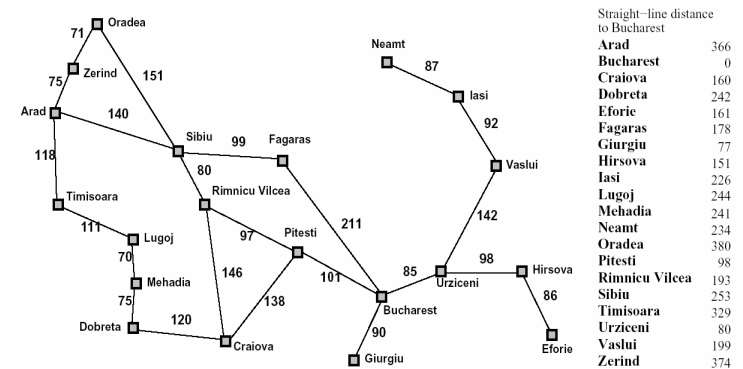 Oradea
71
Neamt
87
Zerind
151
75
Iasi
Arad
140
92
Sibiu
99
Fagaras
118
80
Vaslui
Timisoara
Rimnicu Vilcea
111
211
142
Lugoj
97
Pitesti
70
98
Hirsova
146
101
85
Mehadia
Urziceni
86
75
138
Bucharest
120
90
Dobreta
Craiova
Eforie
Giurgiu
Straight−line distance
to Bucharest
Arad 366
Bucharest 0
Craiova 160
Dobreta 242
Eforie 161
Fagaras 178
Giurgiu 77
Hirsova 151
Iasi 226
Lugoj 244
Mehadia 241
Neamt 234
Oradea 380
Pitesti 98
Rimnicu Vilcea 193
Sibiu 253
Timisoara 329
Urziceni 80
Vaslui 199
Zerind 374